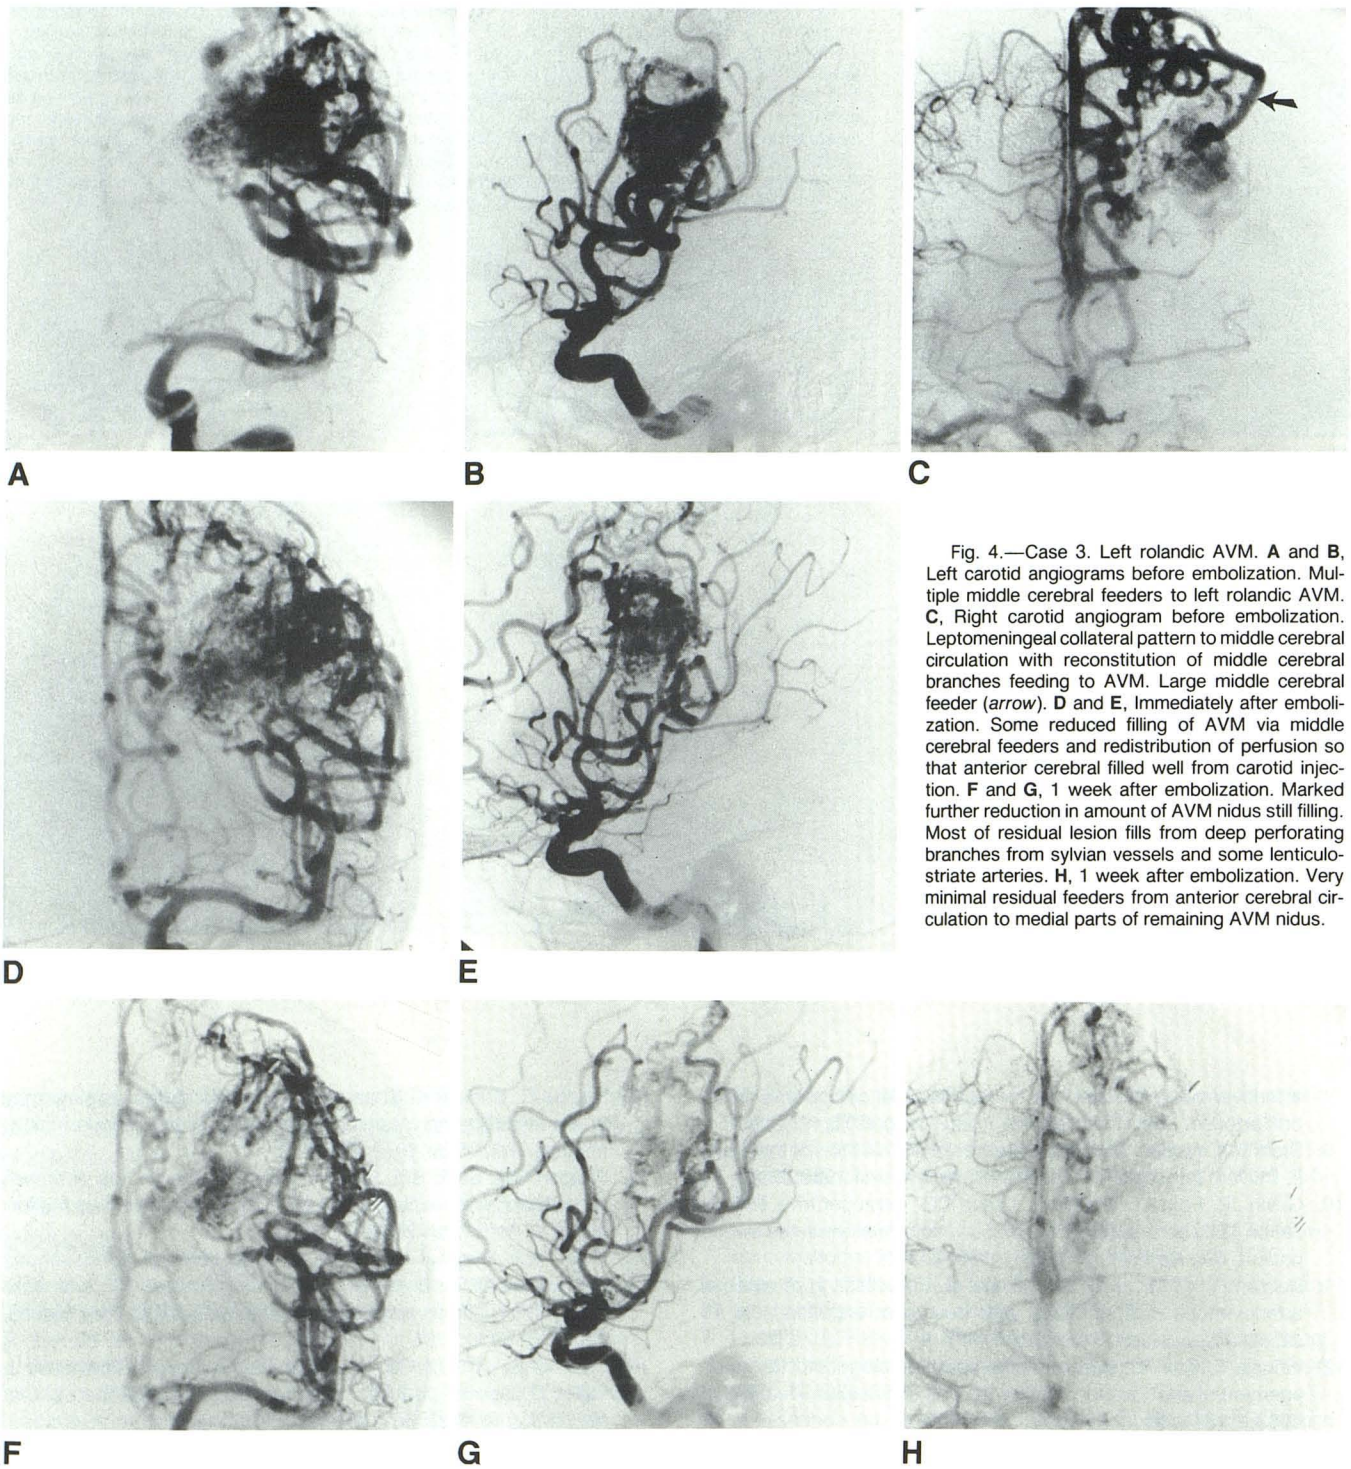 A
B
C
Fig. 4.—Case 3. Left rolandic AVM. A and B,
Left carotid angiograms before embolization. Mul-
tiple middle cerebral feeders to left rolandic AVM.
C, Right carotid angiogram before embolization.
Leptomeningeal collateral pattern to middle cerebral
circulation with reconstitution of middle cerebral
branches feeding to AVM. Large middle cerebral
feeder (arrow). D and E, Immediately after emboli-
zation. Some reduced filling of AVM via middle
cerebral feeders and redistribution of perfusion so
that anterior cerebral filled well from carotid injec-
tion. F and G, 1 week after embolization. Marked
further reduction in amount of AVM nidus still filling.
Most of residual lesion fills from deep perforating
branches from sylvian vessels and some lenticulo-
striate arteries. H, 1 week after embolization. Very
minimal residual feeders from anterior cerebral cir-
culation to medial parts of remaining AVM nidus.
D
E
F
G
H